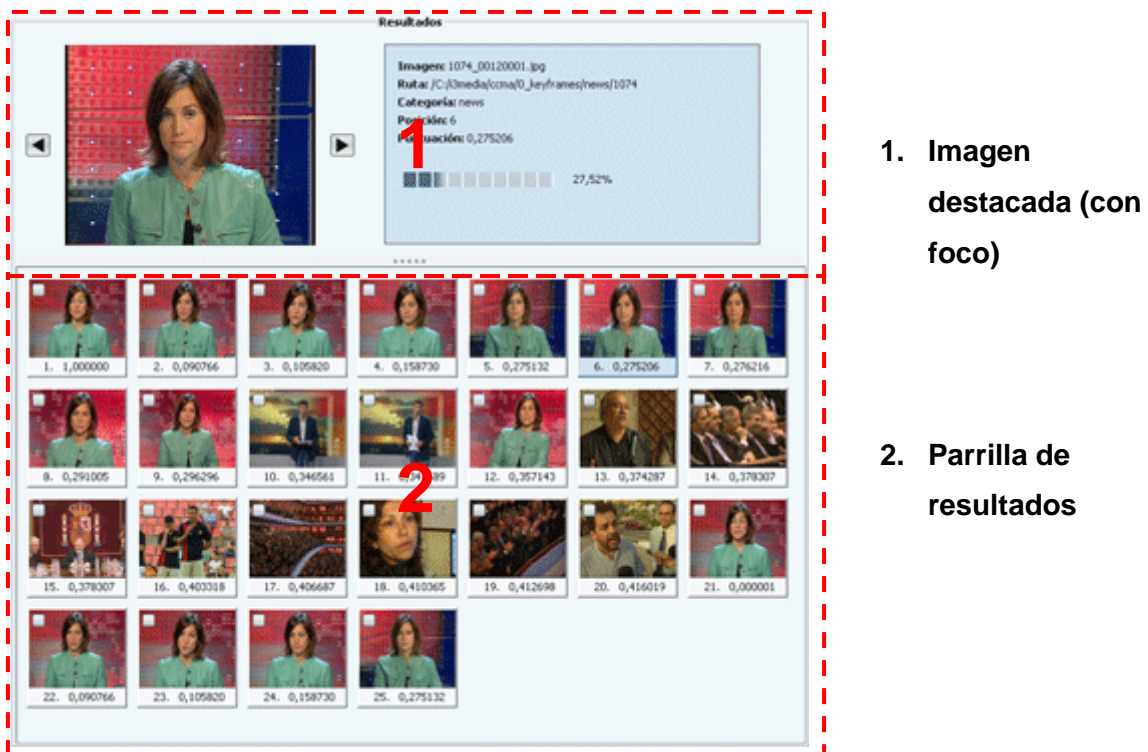 Resultados
Imagen: 1074_00120001.jpg
Ruta: /C:/i3media/ccma/0_keyframes/news/1074
Categoría: news
Posición: 6
Puntuación: 0,275206
27,52%
1
1. Imagen
destacada (con
foco)
1. 1,000000
2. 0,090766
3. 0,105820
4. 0,158730
5. 0,275132
6. 0,275206
7. 0,276216
8. 0,291005
9. 0,296296
10. 0,346561
11.
12. 0,357143
13. 0,374287
14. 0,378307
2
2. Parrilla de
resultados
15. 0,378307
16. 0,403318
17. 0,406687
18. 0,410365
19. 0,412698
20. 0,416019
21. 0,000001
22. 0,090766
23. 0,105820
24. 0,158730
25. 0,275132